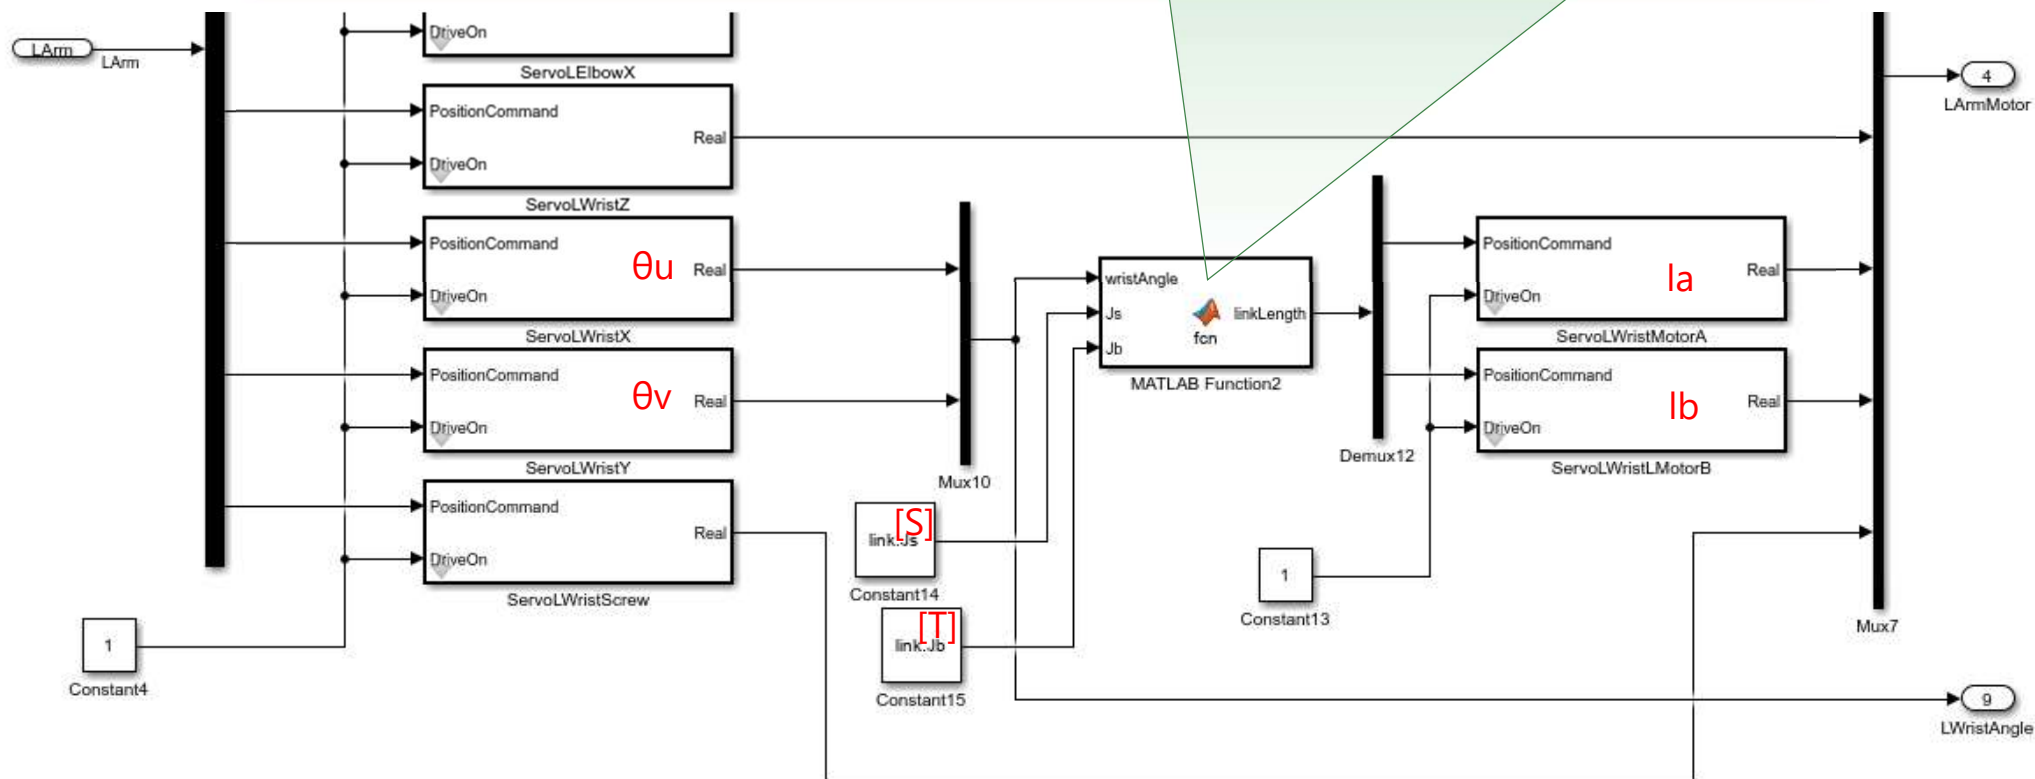 LArm
LArm
DriveOn
ServoLElbowX
PositionCommand
Real
DriveOn
ServoLWristZ
PositionCommand
θu
Real
DriveOn
ServoLWristX
PositionCommand
θv
Real
DriveOn
ServoLWristY
PositionCommand
Real
DriveOn
ServoLWristScrew
1
Constant4
Mux10
[S]
link.Js
Constant14
[T]
link.Jb
Constant15
wristAngle
Js
Jb
linkLength
fcn
MATLAB Function2
Demux12
1
Constant13
PositionCommand
la
Real
DriveOn
ServoLWristMotorA
PositionCommand
lb
Real
DriveOn
ServoLWristLMotorB
Mux7
4
LArmMotor
9
LWristAngle